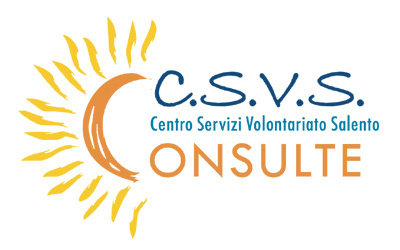 C.S.V.S.
Centro Servizi Volontariato Salento
CONSULTE